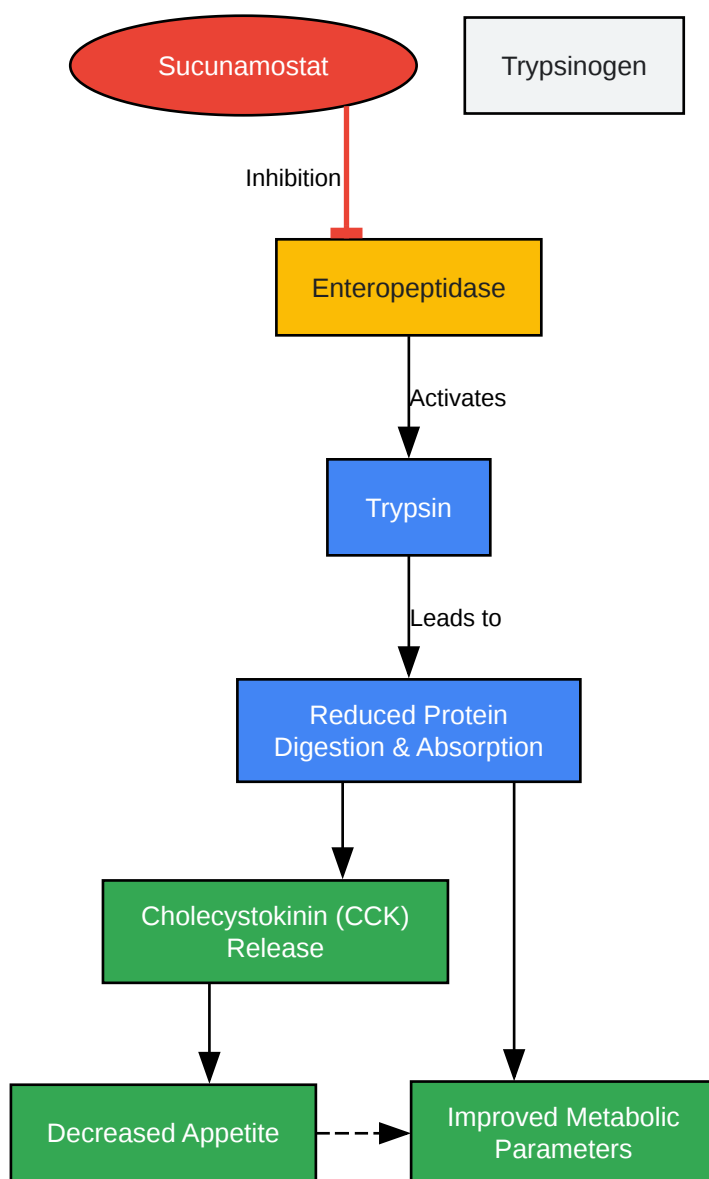 Sucunamostat
Trypsinogen
Inhibition
Enteropeptidase
Activates
Trypsin
Leads to
Reduced Protein
Digestion & Absorption
Cholecystokinin (CCK)
Release
Decreased Appetite
Improved Metabolic
Parameters